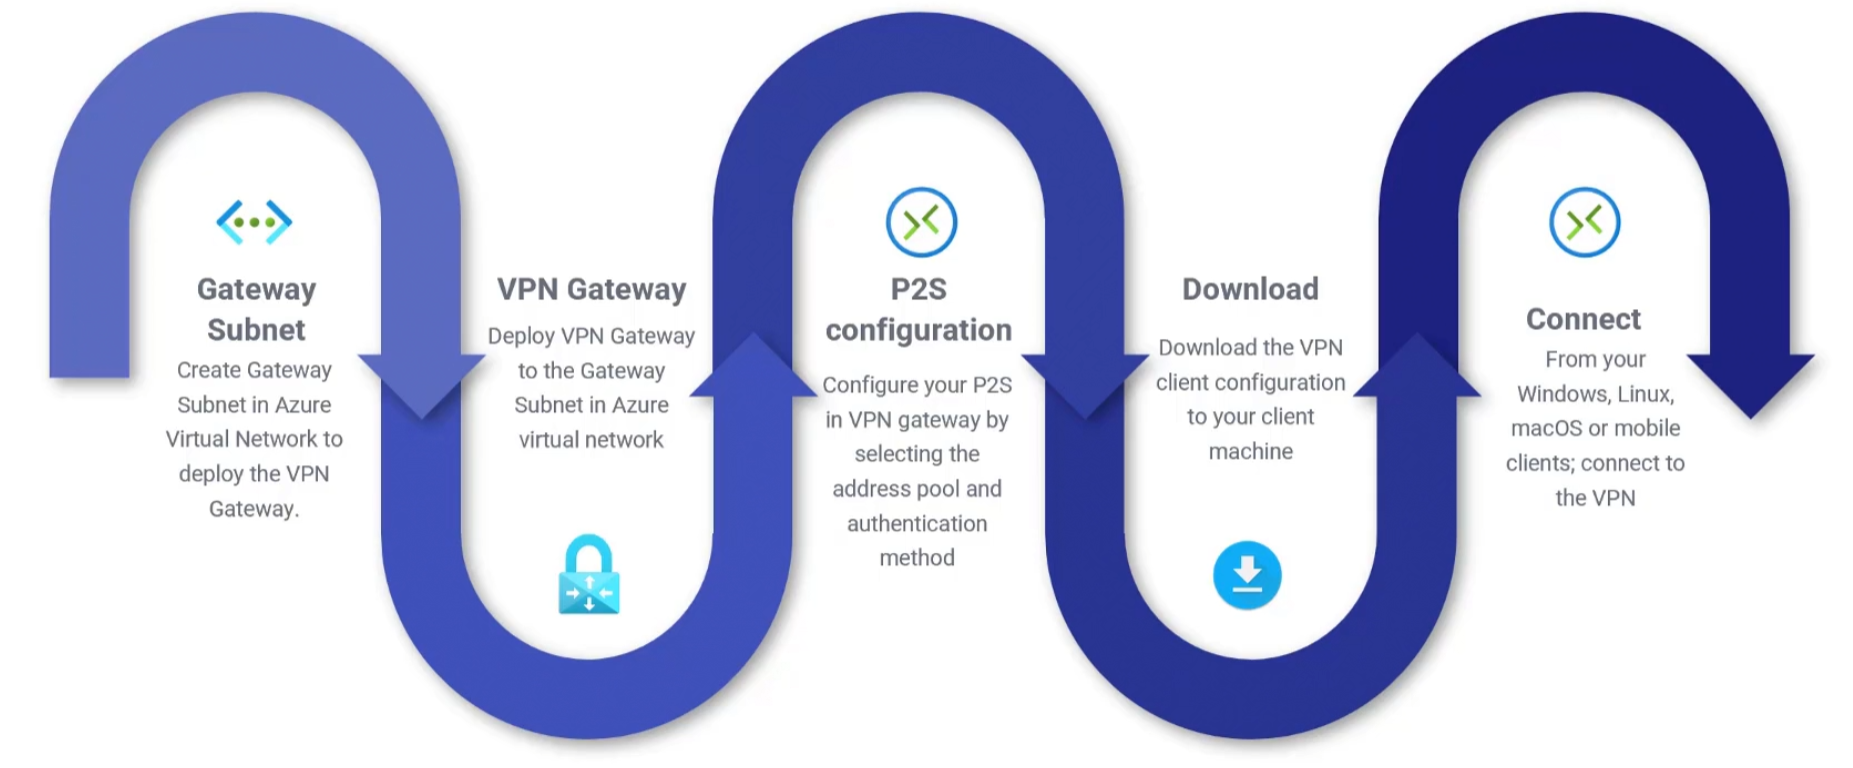 Gateway
Subnet
Create Gateway
Subnet in Azure
Virtual Network to
deploy the VPN
Gateway.
VPN Gateway
Deploy VPN Gateway
to the Gateway
Subnet in Azure
virtual network
P2S
configuration
Configure your P2S
in VPN gateway by
selecting the
address pool and
authentication
method
Download
Download the VPN
client configuration
to your client
machine
Connect
From your
Windows, Linux,
macOS or mobile
clients; connect to
the VPN